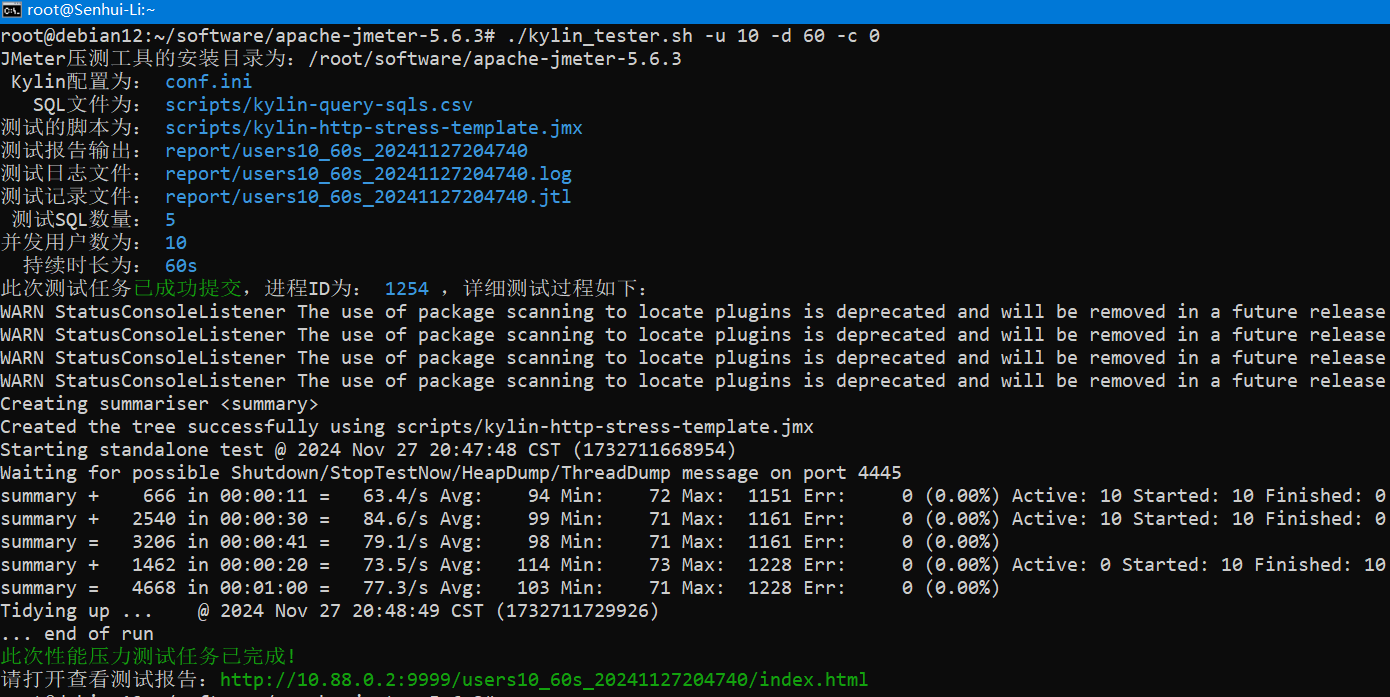 root@Senhui-Li:~
root@debian12:~/software/apache-jmeter-5.6.3# ./kylin_tester.sh -u 10 -d 60 -c 0
JMeter压测工具的安装目录为: /root/software/apache-jmeter-5.6.3
Kylin配置为: conf.ini
SQL文件为: scripts/kylin-query-sqls.csv
测试的脚本为: scripts/kylin-http-stress-template.jmx
测试报告输出: report/users10_60s_20241127204740
测试日志文件: report/users10_60s_20241127204740.log
测试记录文件: report/users10_60s_20241127204740.jtl
测试SQL数量: 5
并发用户数为: 10
持续时长为: 60s
此次测试任务已成功提交, 进程ID为: 1254 , 详细测试过程如下:
WARN StatusConsoleListener The use of package scanning to locate plugins is deprecated and will be removed in a future release
WARN StatusConsoleListener The use of package scanning to locate plugins is deprecated and will be removed in a future release
WARN StatusConsoleListener The use of package scanning to locate plugins is deprecated and will be removed in a future release
WARN StatusConsoleListener The use of package scanning to locate plugins is deprecated and will be removed in a future release
Creating summariser <summary>
Created the tree successfully using scripts/kylin-http-stress-template.jmx
Starting standalone test @ 2024 Nov 27 20:47:48 CST (1732711668954)
Waiting for possible Shutdown/StopTestNow/HeapDump/ThreadDump message on port 4445
summary +    666 in 00:00:11 =   63.4/s Avg:    94 Min:    72 Max:  1151 Err:     0 (0.00%) Active: 10 Started: 10 Finished: 0
summary +   2540 in 00:00:30 =   84.6/s Avg:    99 Min:    71 Max:  1161 Err:     0 (0.00%) Active: 10 Started: 10 Finished: 0
summary =   3206 in 00:00:41 =   79.1/s Avg:    98 Min:    71 Max:  1161 Err:     0 (0.00%)
summary +   1462 in 00:00:20 =   73.5/s Avg:   114 Min:    73 Max:  1228 Err:     0 (0.00%) Active: 0 Started: 10 Finished: 10
summary =   4668 in 00:01:00 =   77.3/s Avg:   103 Min:    71 Max:  1228 Err:     0 (0.00%)
Tidying up ...    @ 2024 Nov 27 20:48:49 CST (1732711729926)
... end of run
此次性能压力测试任务已完成!
请打开查看测试报告: http://10.88.0.2:9999/users10_60s_20241127204740/index.html